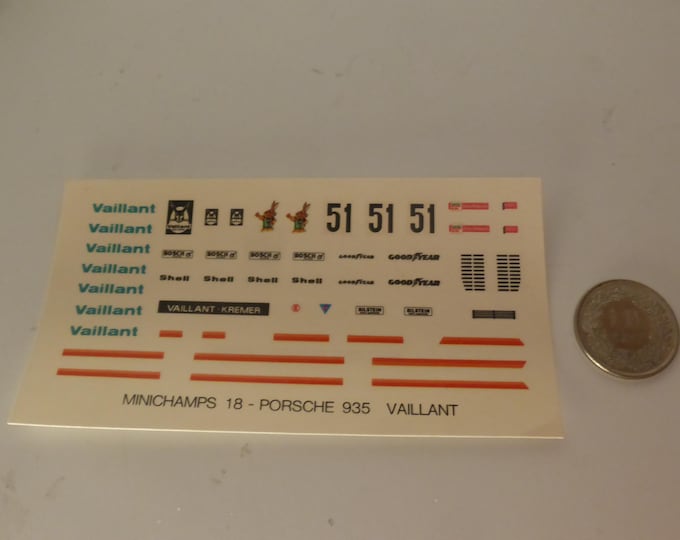 Vaillant 51 51 51
Vaillant
Vaillant BOSCH BOSCH BOSCH BOSCH GOODYEAR GOODYEAR
Vaillant Shell Shell Shell Shell GOODYEAR GOODYEAR
Vaillant
Vaillant VAILLANT·KREMER BILSTEIN BILSTEIN
Vaillant
MINICHAMPS 18 - PORSCHE 935 VAILLANT